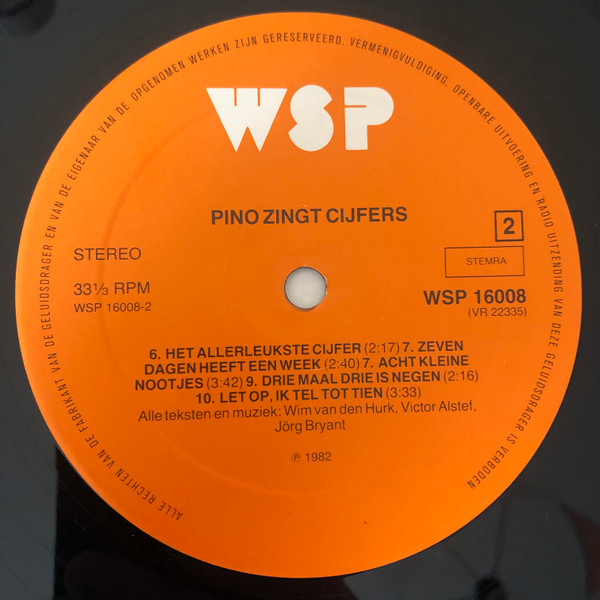 ALLE RECHTEN VAN DE FABRIKANT VAN DE GELUIDSDRAGER EN VAN DE EIGENAAR VAN DE OPGENOMEN WERKEN ZIJN GERESERVEERD. VERMENIGVULDIGING, OPENBARE UITVOERING EN RADIO UITZENDING VAN DEZE GELUIDSDRAGER IS VERBODEN
WSP
PINO ZINGT CIJFERS
2
STEREO
STEMRA
33⅓ RPM
WSP 16008
WSP 16008-2
(VR 22335)
6. HET ALLERLEUKSTE CIJFER (2:17) 7. ZEVEN
DAGEN HEEFT EEN WEEK (2:40) 7. ACHT KLEINE
NOOTJES (3:42) 9. DRIE MAAL DRIE IS NEGEN (2:16)
10. LET OP, IK TEL TOT TIEN (3:33)
Alle teksten en muziek: Wim van den Hurk, Victor Alstef,
Jörg Bryant
℗ 1982